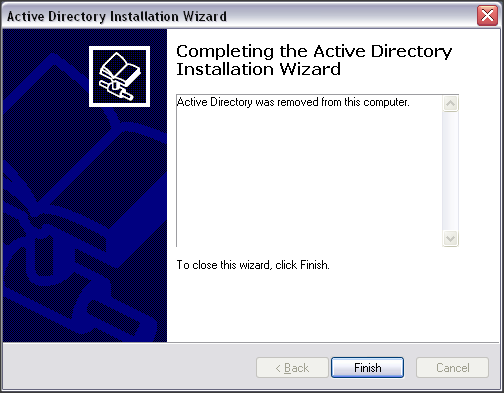 Active Directory Installation Wizard
Completing the Active Directory
Installation Wizard
Active Directory was removed from this computer.
To close this wizard, click Finish.
< Back
Finish
Cancel